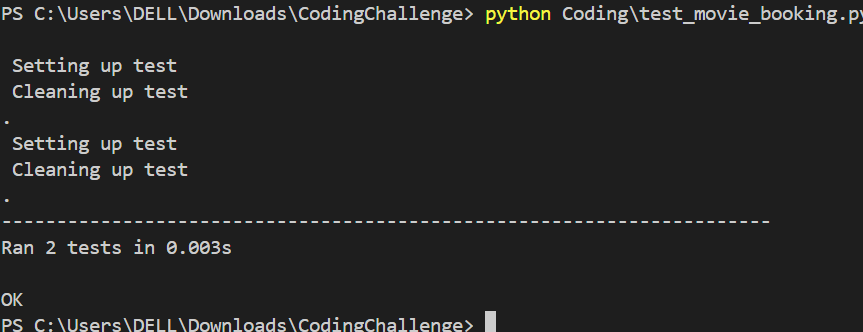 PS C:\Users\DELL\Downloads\CodingChallenge> python Coding\test_movie_booking.py
Setting up test
Cleaning up test
.
Setting up test
Cleaning up test
.
----------------------------------------------------------------------
Ran 2 tests in 0.003s
OK
PS C:\Users\DELL\Downloads\CodingChallenge>